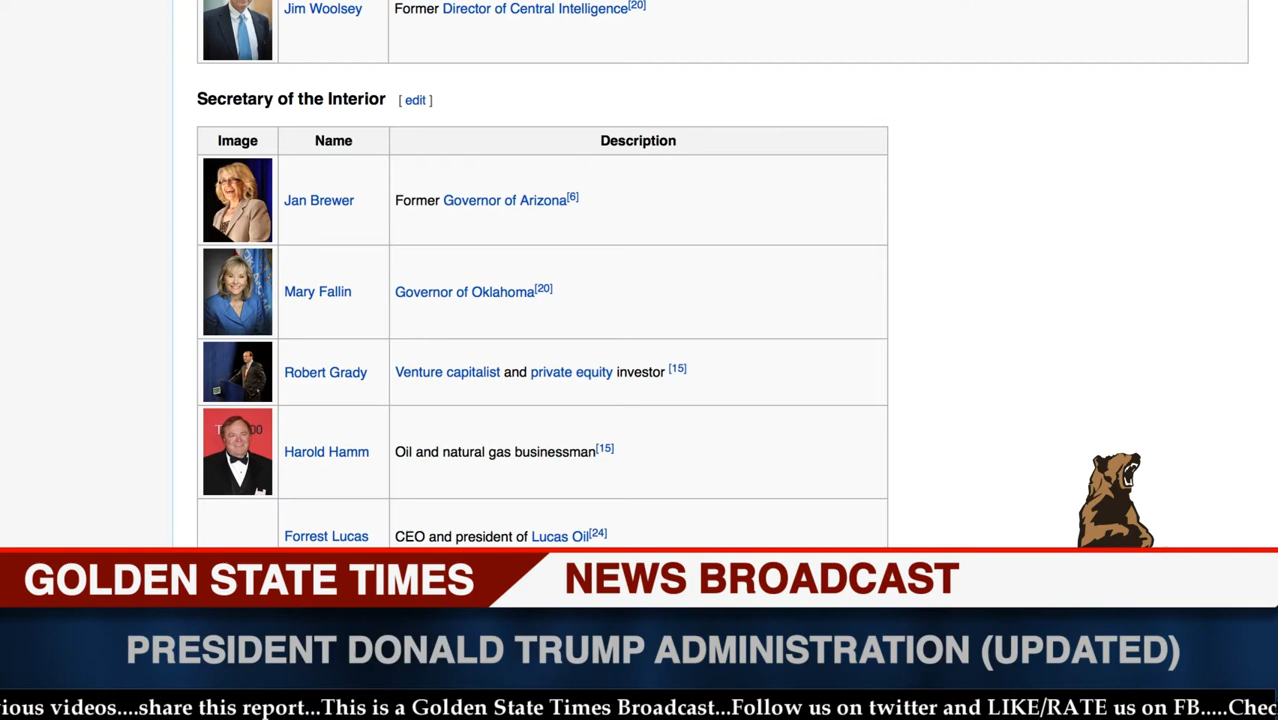 Jim Woolsey Former Director of Central Intelligence[20]
Secretary of the Interior [ edit ]
Image Name Description
Jan Brewer Former Governor of Arizona[6]
Mary Fallin Governor of Oklahoma[20]
Robert Grady Venture capitalist and private equity investor [15]
Harold Hamm Oil and natural gas businessman[15]
Forrest Lucas CEO and president of Lucas Oil[24]
GOLDEN STATE TIMES NEWS BROADCAST
PRESIDENT DONALD TRUMP ADMINISTRATION (UPDATED)
ious videos....share this report...This is a Golden State Times Broadcast...Follow us on twitter and LIKE/RATE us on FB.....Chec